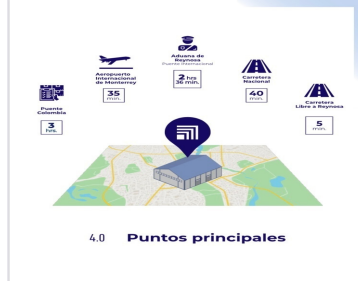 Aduana de
Reynosa
Puente Internacional
2 hrs
36 min.
Aeropuerto
Internacional
de Monterrey
35
min.
Carretera
Nacional
40
min.
Carretera
Libre a Reynosa
5
min.
Puente
Colombia
3
hrs.
4.0 Puntos principales